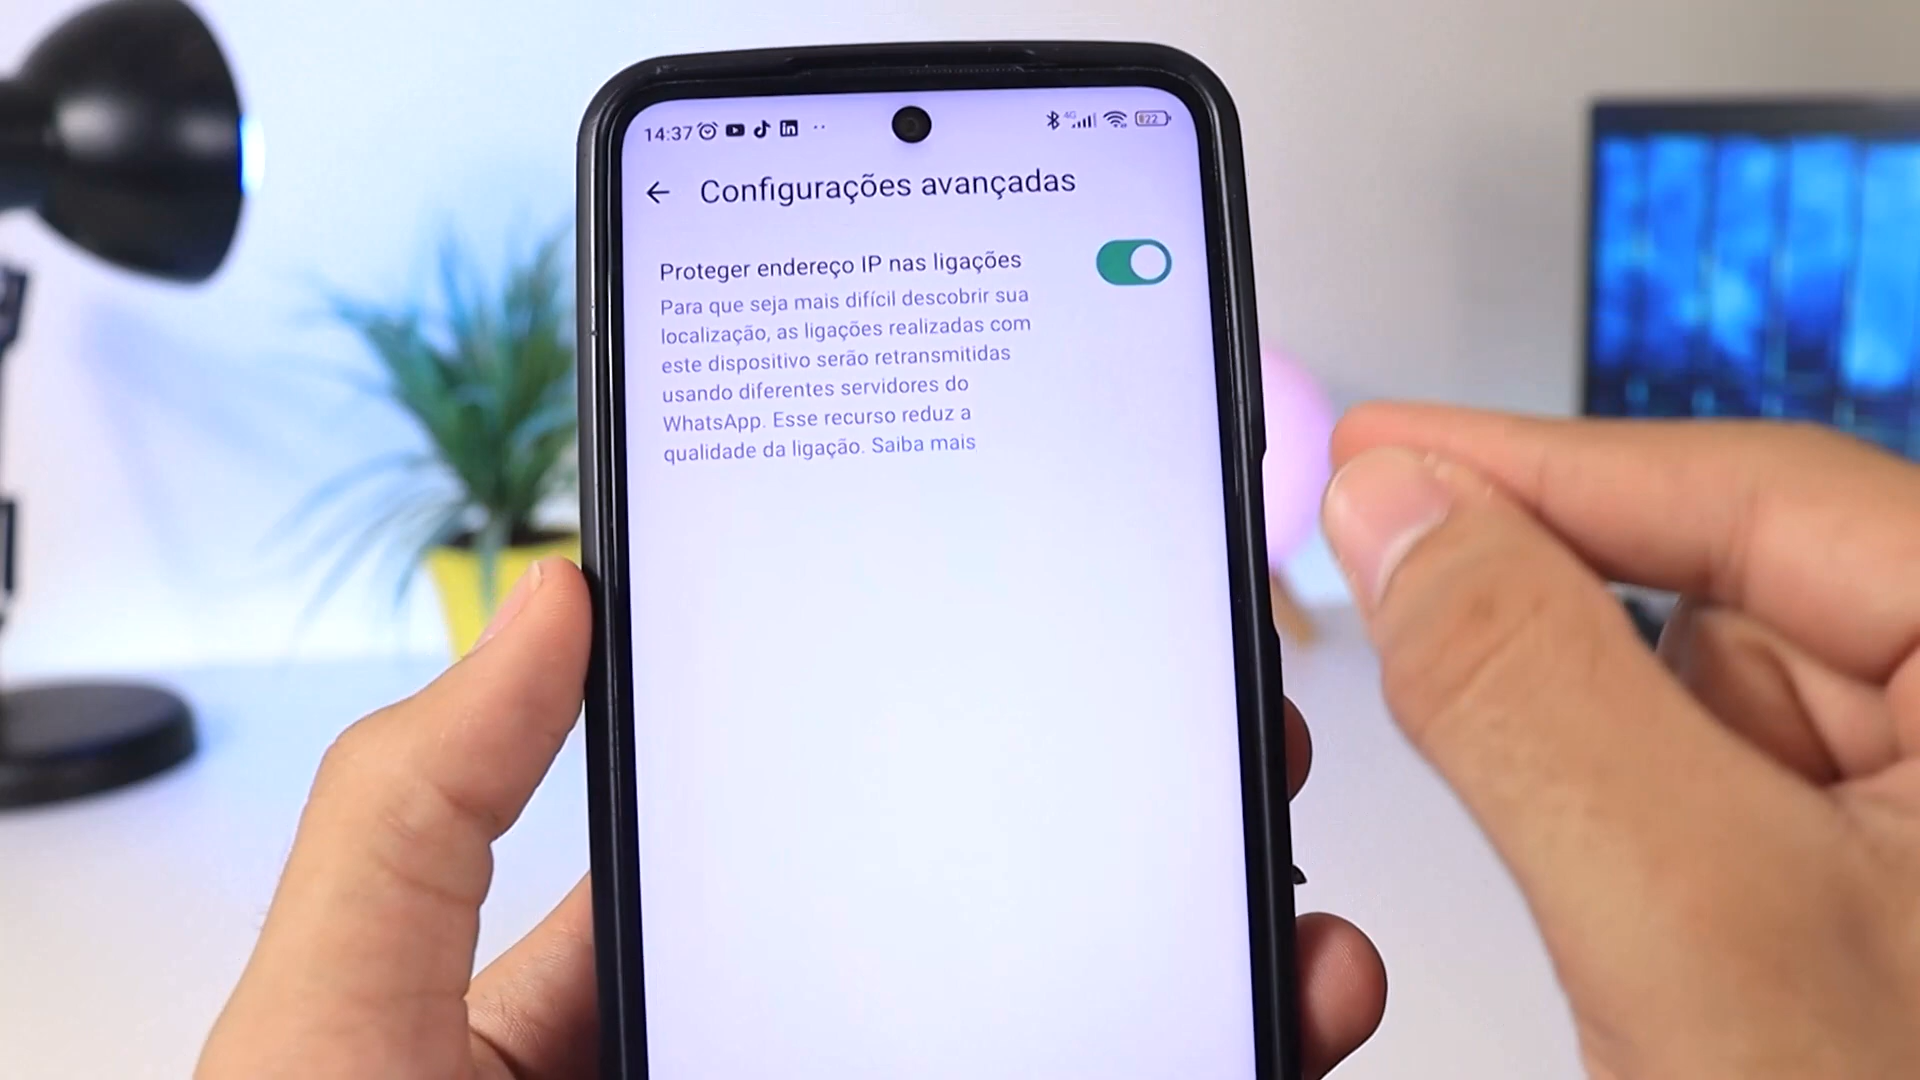 14:37
4G
822
Configurações avançadas
Proteger endereço IP nas ligações
Para que seja mais difícil descobrir sua
localização, as ligações realizadas com
este dispositivo serão retransmitidas
usando diferentes servidores do
WhatsApp. Esse recurso reduz a
qualidade da ligação. Saiba mais